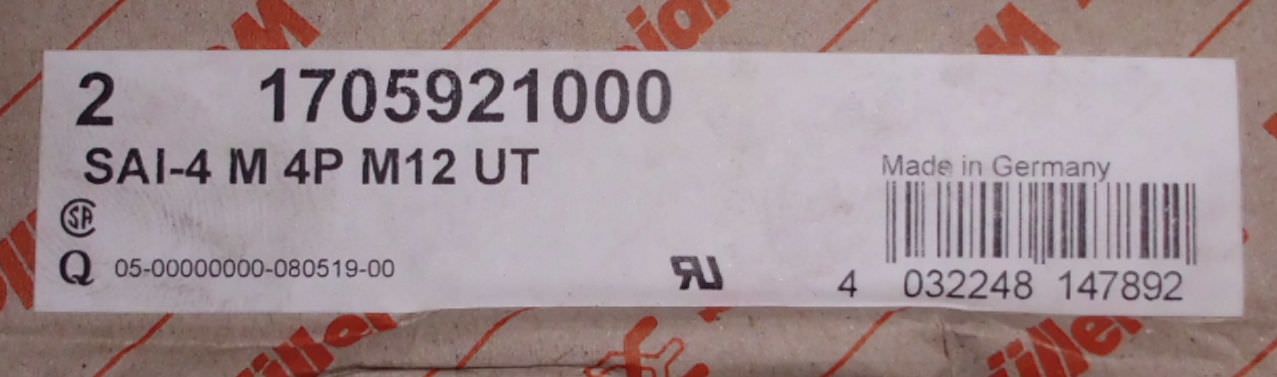 2 1705921000
SAI-4 M 4P M12 UT
Made in Germany
Q 05-00000000-080519-00
4 032248 147892